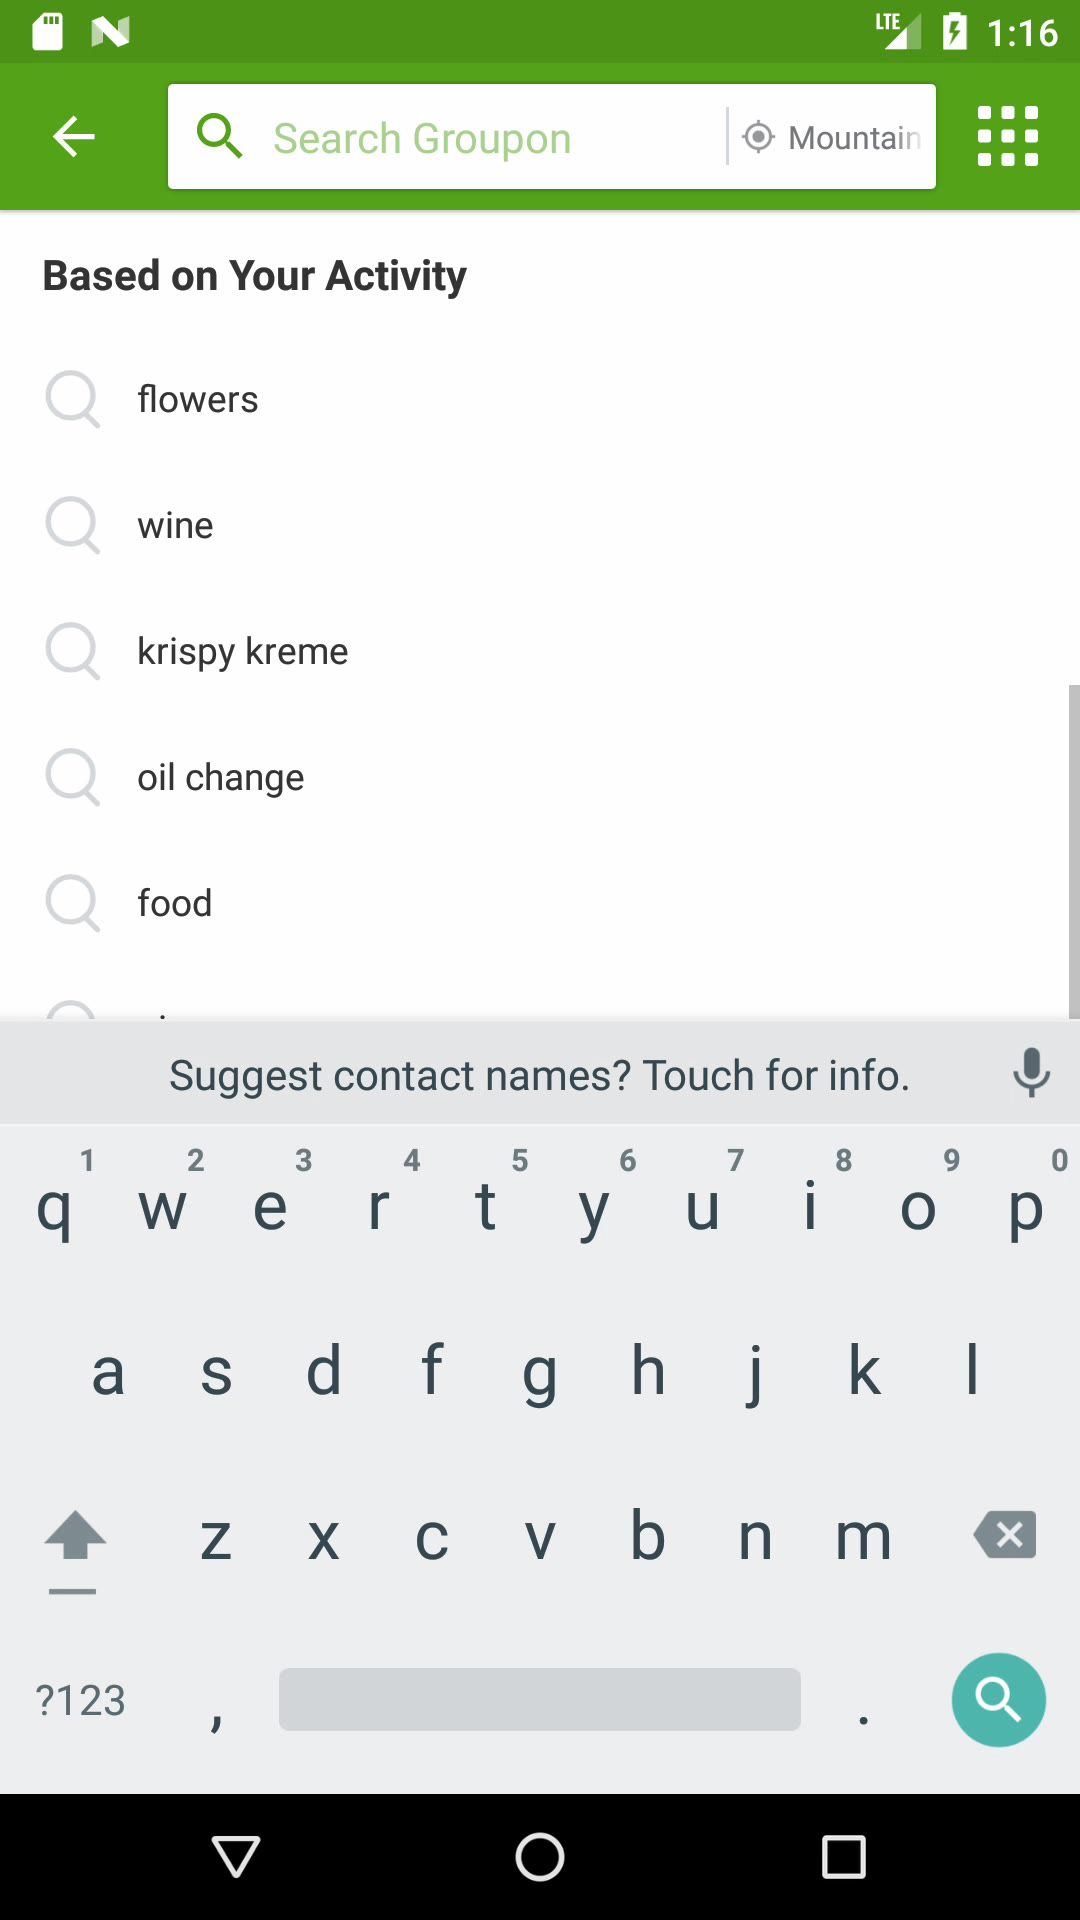 LTE 1:16
Search Groupon Mountain
Based on Your Activity
flowers
wine
krispy kreme
oil change
food
Suggest contact names? Touch for info.
1 2 3 4 5 6 7 8 9 0
q w e r t y u i o p
a s d f g h j k l
z x c v b n m
?123 , .